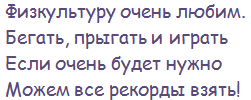 Физкультуру очень любим.
Бегать, прыгать и играть
Если очень будет нужно
Можем все рекорды взять!